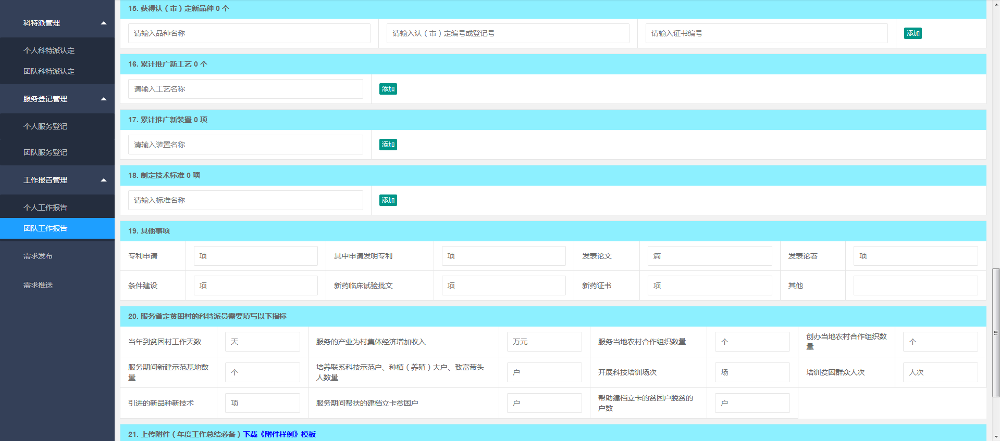 科特派管理
个人科特派认定
团队科特派认定
服务登记管理
个人服务登记
团队服务登记
工作报告管理
个人工作报告
团队工作报告
需求发布
需求推送
15. 获得认（审）定新品种 0 个
请输入品种名称 请输入认（审）定编号或登记号 请输入证书编号 添加
16. 累计推广新工艺 0 个
请输入工艺名称 添加
17. 累计推广新装置 0 项
请输入装置名称 添加
18. 制定技术标准 0 项
请输入标准名称 添加
19. 其他事项
专利申请 项 其中申请发明专利 项 发表论文 篇 发表论著 项
条件建设 项 新药临床试验批文 项 新药证书 项 其他
20. 服务省定贫困村的科特派员需要填写以下指标
当年到贫困村工作天数 天 服务的产业为村集体经济增加收入 万元 服务当地农村合作组织数量 个 创办当地农村合作组织数
量 个
服务期间新建示范基地数
量 个 培养联系科技示范户、种植（养殖）大户、致富带头
人数量 户 开展科技培训场次 场 培训贫困群众人次 人次
引进的新品种新技术 项 服务期间帮扶的建档立卡贫困户 户 帮助建档立卡的贫困户脱贫的
户数 户
21. 上传附件（年度工作总结必备）下载《附件样例》模板